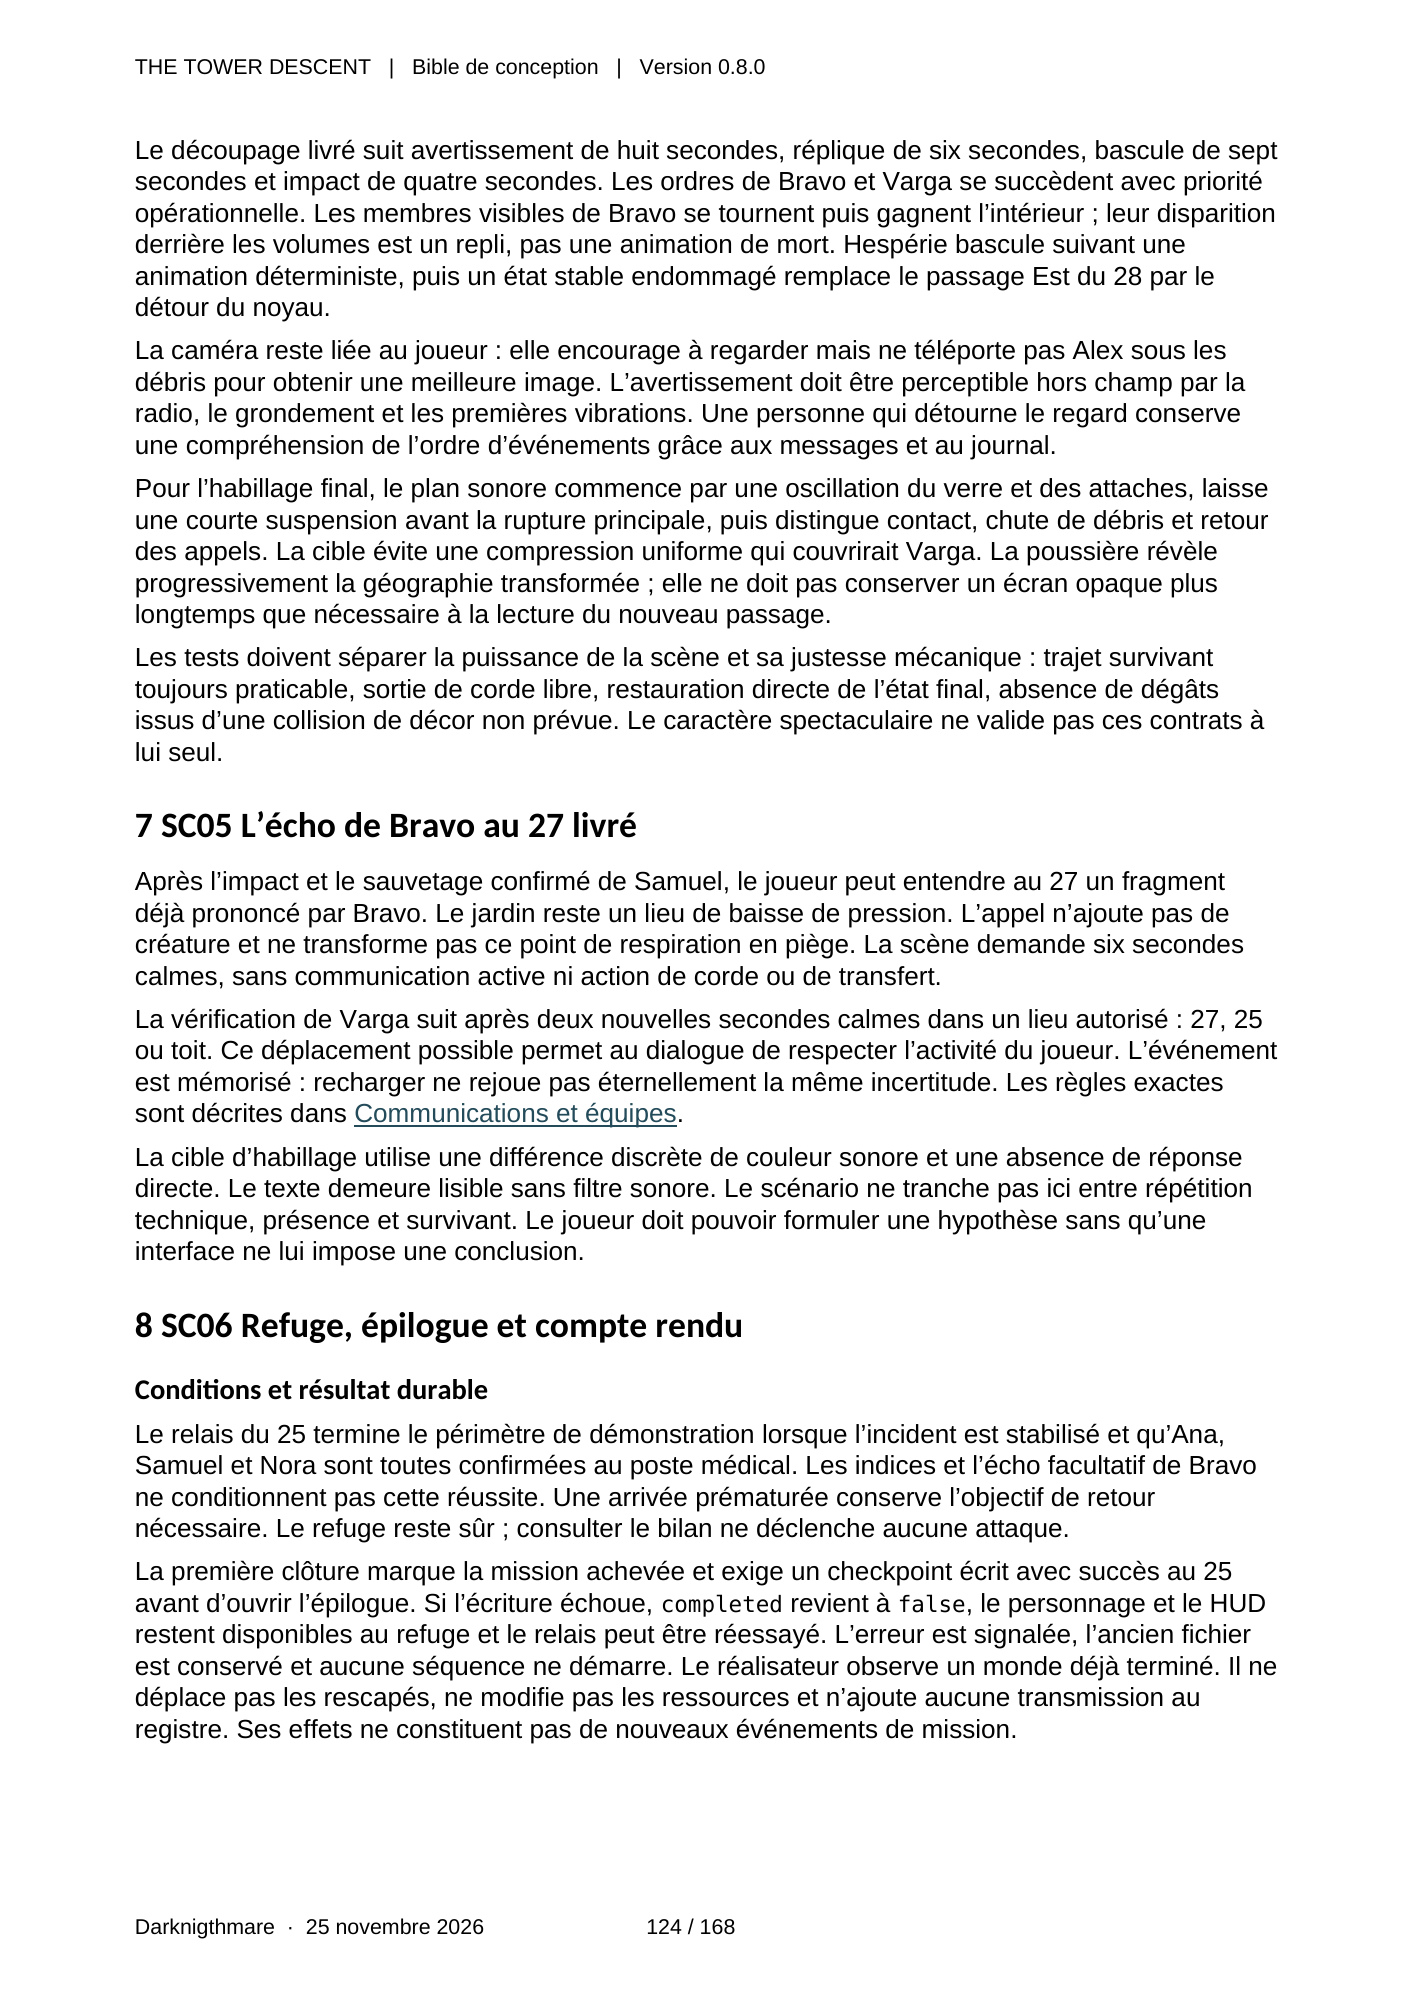 THE TOWER DESCENT | Bible de conception | Version 0.8.0
Le découpage livré suit avertissement de huit secondes, réplique de six secondes, bascule de sept
secondes et impact de quatre secondes. Les ordres de Bravo et Varga se succèdent avec priorité
opérationnelle. Les membres visibles de Bravo se tournent puis gagnent l’intérieur ; leur disparition
derrière les volumes est un repli, pas une animation de mort. Hespérie bascule suivant une
animation déterministe, puis un état stable endommagé remplace le passage Est du 28 par le
détour du noyau.
La caméra reste liée au joueur : elle encourage à regarder mais ne téléporte pas Alex sous les
débris pour obtenir une meilleure image. L’avertissement doit être perceptible hors champ par la
radio, le grondement et les premières vibrations. Une personne qui détourne le regard conserve
une compréhension de l’ordre d’événements grâce aux messages et au journal.
Pour l’habillage final, le plan sonore commence par une oscillation du verre et des attaches, laisse
une courte suspension avant la rupture principale, puis distingue contact, chute de débris et retour
des appels. La cible évite une compression uniforme qui couvrirait Varga. La poussière révèle
progressivement la géographie transformée ; elle ne doit pas conserver un écran opaque plus
longtemps que nécessaire à la lecture du nouveau passage.
Les tests doivent séparer la puissance de la scène et sa justesse mécanique : trajet survivant
toujours praticable, sortie de corde libre, restauration directe de l’état final, absence de dégâts
issus d’une collision de décor non prévue. Le caractère spectaculaire ne valide pas ces contrats à
lui seul.
7 SC05 L’écho de Bravo au 27 livré
Après l’impact et le sauvetage confirmé de Samuel, le joueur peut entendre au 27 un fragment
déjà prononcé par Bravo. Le jardin reste un lieu de baisse de pression. L’appel n’ajoute pas de
créature et ne transforme pas ce point de respiration en piège. La scène demande six secondes
calmes, sans communication active ni action de corde ou de transfert.
La vérification de Varga suit après deux nouvelles secondes calmes dans un lieu autorisé : 27, 25
ou toit. Ce déplacement possible permet au dialogue de respecter l’activité du joueur. L’événement
est mémorisé : recharger ne rejoue pas éternellement la même incertitude. Les règles exactes
sont décrites dans Communications et équipes.
La cible d’habillage utilise une différence discrète de couleur sonore et une absence de réponse
directe. Le texte demeure lisible sans filtre sonore. Le scénario ne tranche pas ici entre répétition
technique, présence et survivant. Le joueur doit pouvoir formuler une hypothèse sans qu’une
interface ne lui impose une conclusion.
8 SC06 Refuge, épilogue et compte rendu
Conditions et résultat durable
Le relais du 25 termine le périmètre de démonstration lorsque l’incident est stabilisé et qu’Ana,
Samuel et Nora sont toutes confirmées au poste médical. Les indices et l’écho facultatif de Bravo
ne conditionnent pas cette réussite. Une arrivée prématurée conserve l’objectif de retour
nécessaire. Le refuge reste sûr ; consulter le bilan ne déclenche aucune attaque.
La première clôture marque la mission achevée et exige un checkpoint écrit avec succès au 25
avant d’ouvrir l’épilogue. Si l’écriture échoue, completed revient à false, le personnage et le HUD
restent disponibles au refuge et le relais peut être réessayé. L’erreur est signalée, l’ancien fichier
est conservé et aucune séquence ne démarre. Le réalisateur observe un monde déjà terminé. Il ne
déplace pas les rescapés, ne modifie pas les ressources et n’ajoute aucune transmission au
registre. Ses effets ne constituent pas de nouveaux événements de mission.
Darknigthmare · 25 novembre 2026 124 / 168